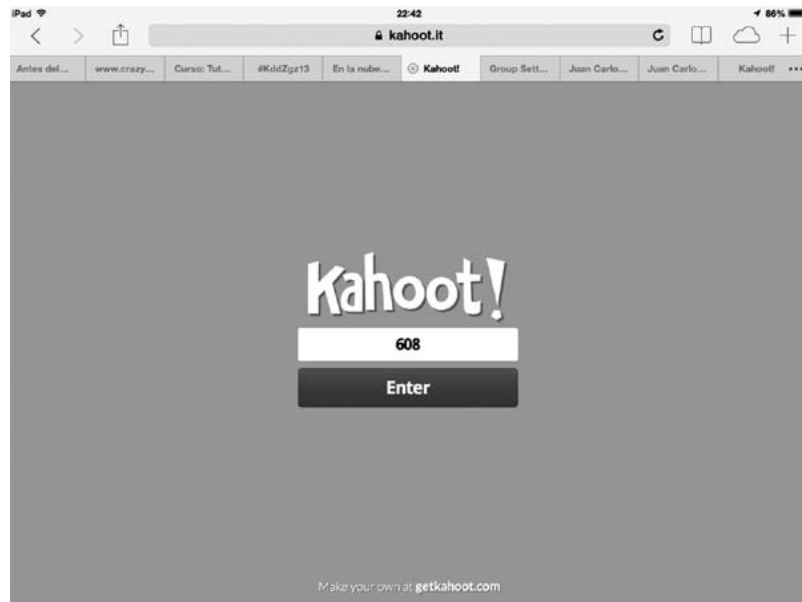 iPad 22:42 86%
kahoot.it
Antes del... www.crazy... Curso: Tut... #KddZgz13 En la nube... Kahoot! Group Sett... Juan Carlo... Juan Carlo... Kahoot!
Kahoot!
608
Enter
Make your own at getkahoot.com